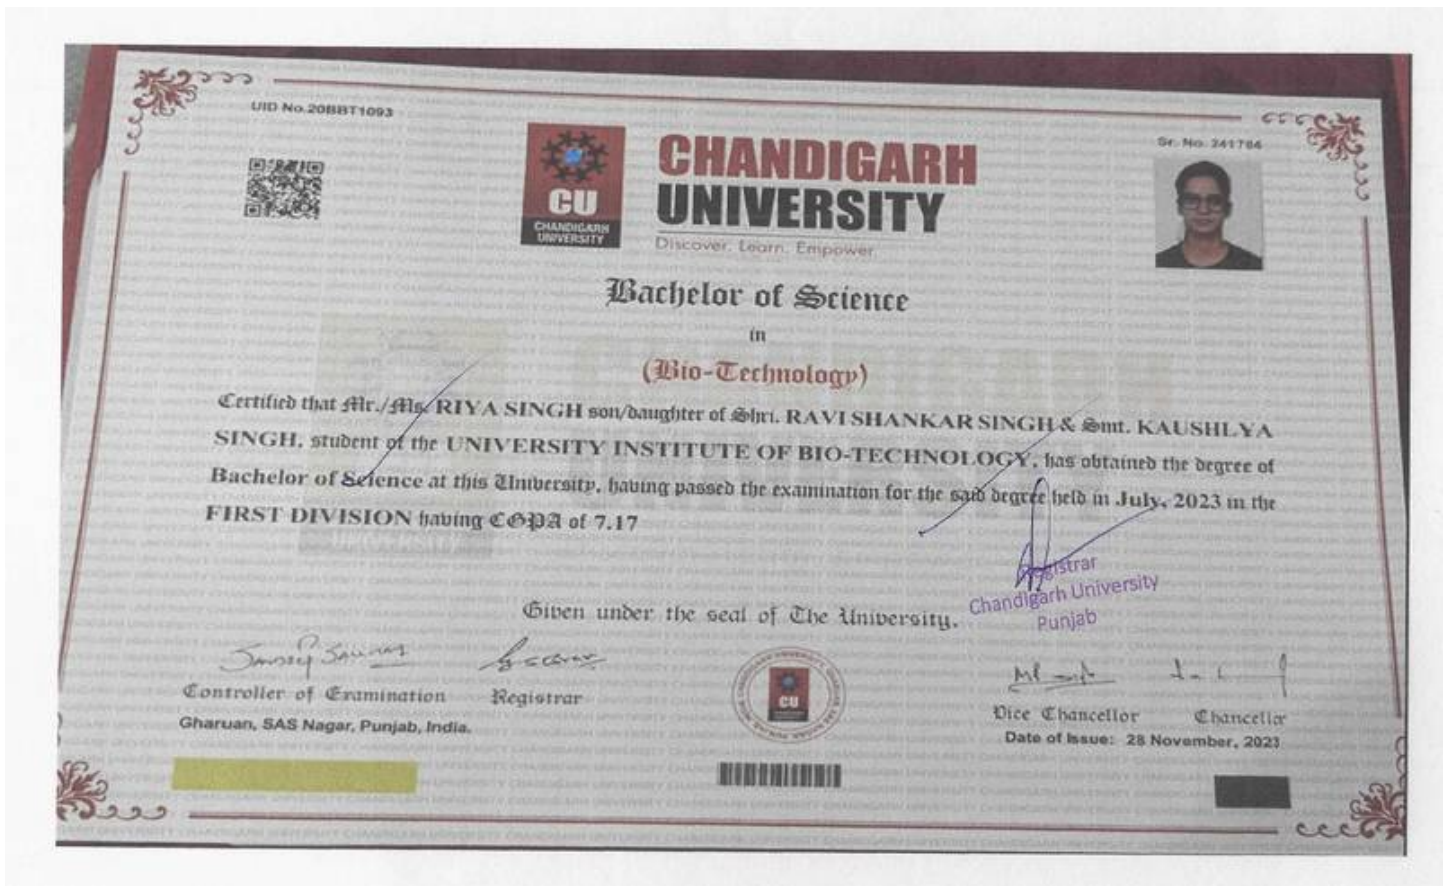 UID No.20BBT1093
Sr. No. 241784
CU
CHANDIGARH
UNIVERSITY
CHANDIGARH
UNIVERSITY
Discover. Learn. Empower.
Bachelor of Science
in
(Bio-Technology)
Certified that Mr./Ms. RIYA SINGH son/daughter of Shri. RAVI SHANKAR SINGH & Smt. KAUSHLYA
SINGH, student of the UNIVERSITY INSTITUTE OF BIO-TECHNOLOGY, has obtained the degree of
Bachelor of Science at this University, having passed the examination for the said degree held in July, 2023 in the
FIRST DIVISION having CGPA of 7.17
Registrar
Chandigarh University
Punjab
Given under the seal of The University.
Controller of Examination
Registrar
Gharuan, SAS Nagar, Punjab, India.
CU
Vice Chancellor
Chancellor
Date of Issue: 28 November, 2023